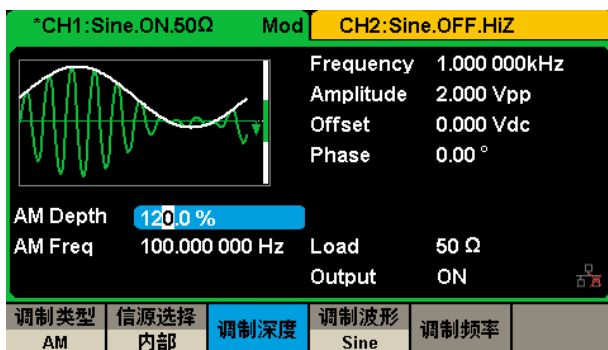 *CH1:Sine.ON.50Ω Mod CH2:Sine.OFF.HiZ
Frequency 1.000 000kHz
Amplitude 2.000 Vpp
Offset 0.000 Vdc
Phase 0.00 °
AM Depth 120.0 %
AM Freq 100.000 000 Hz Load 50 Ω
Output ON
调制类型 信源选择 调制深度 调制波形 调制频率
AM 内部 Sine